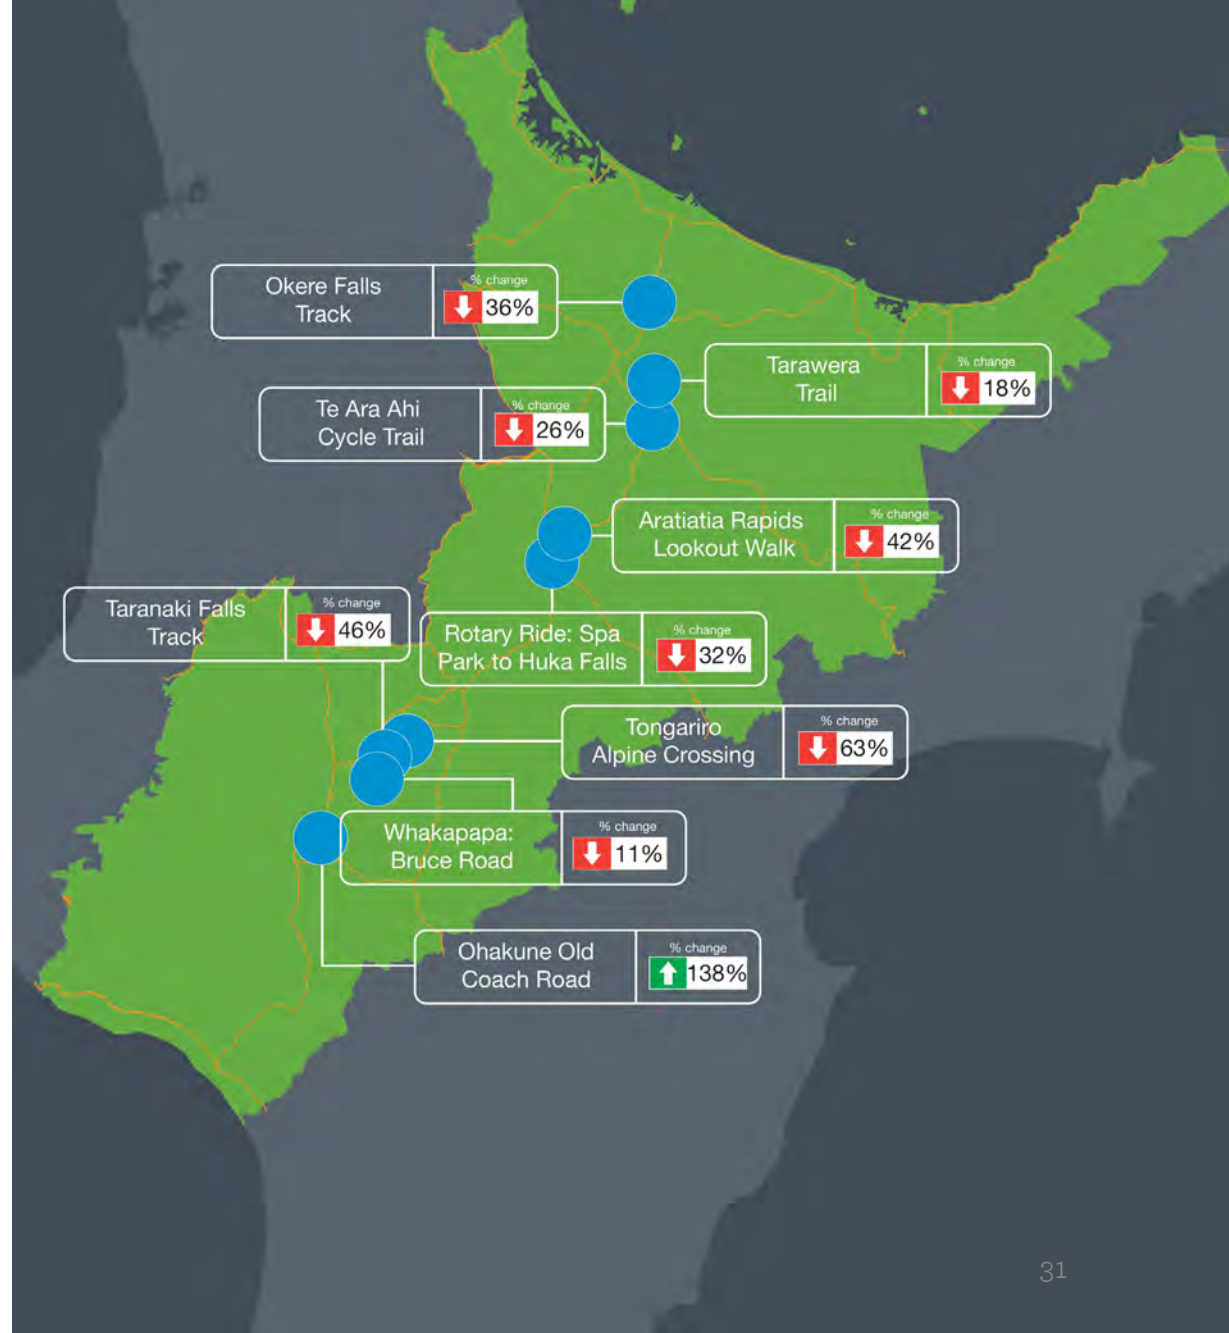 Okere Falls
Track
% change
36%
Tarawera
Trail
% change
18%
Te Ara Ahi
Cycle Trail
% change
26%
Aratiatia Rapids
Lookout Walk
% change
42%
Taranaki Falls
Track
% change
46%
Rotary Ride: Spa
Park to Huka Falls
% change
32%
Tongariro
Alpine Crossing
% change
63%
Whakapapa:
Bruce Road
% change
11%
Ohakune Old
Coach Road
% change
138%
31